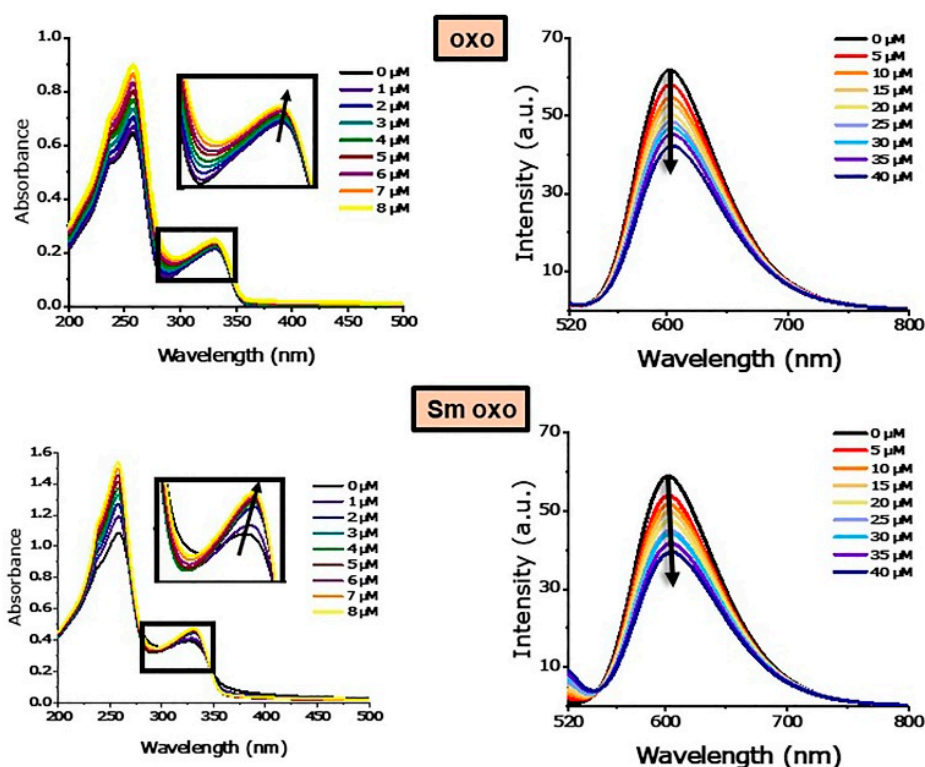 oxo
1.0
0.8
0.6
0.4
0.2
0.0
200 250 300 350 400 450 500
Wavelength (nm)
Absorbance
0 µM
1 µM
2 µM
3 µM
4 µM
5 µM
6 µM
7 µM
8 µM
70
50
30
10
520 600 700 800
Wavelength (nm)
Intensity (a.u.)
0 µM
5 µM
10 µM
15 µM
20 µM
25 µM
30 µM
35 µM
40 µM
Sm oxo
1.6
1.4
1.2
1.0
0.8
0.6
0.4
0.2
0.0
200 250 300 350 400 450 500
Wavelength (nm)
Absorbance
0 µM
1 µM
2 µM
3 µM
4 µM
5 µM
6 µM
7 µM
8 µM
70
50
30
10
520 600 700 800
Wavelength (nm)
Intensity (a.u.)
0 µM
5 µM
10 µM
15 µM
20 µM
25 µM
30 µM
35 µM
40 µM